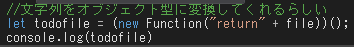 //文字列をオブジェクト型に変換してくれるらしい
let todofile = (new Function("return" + file))();
console.log(todofile)